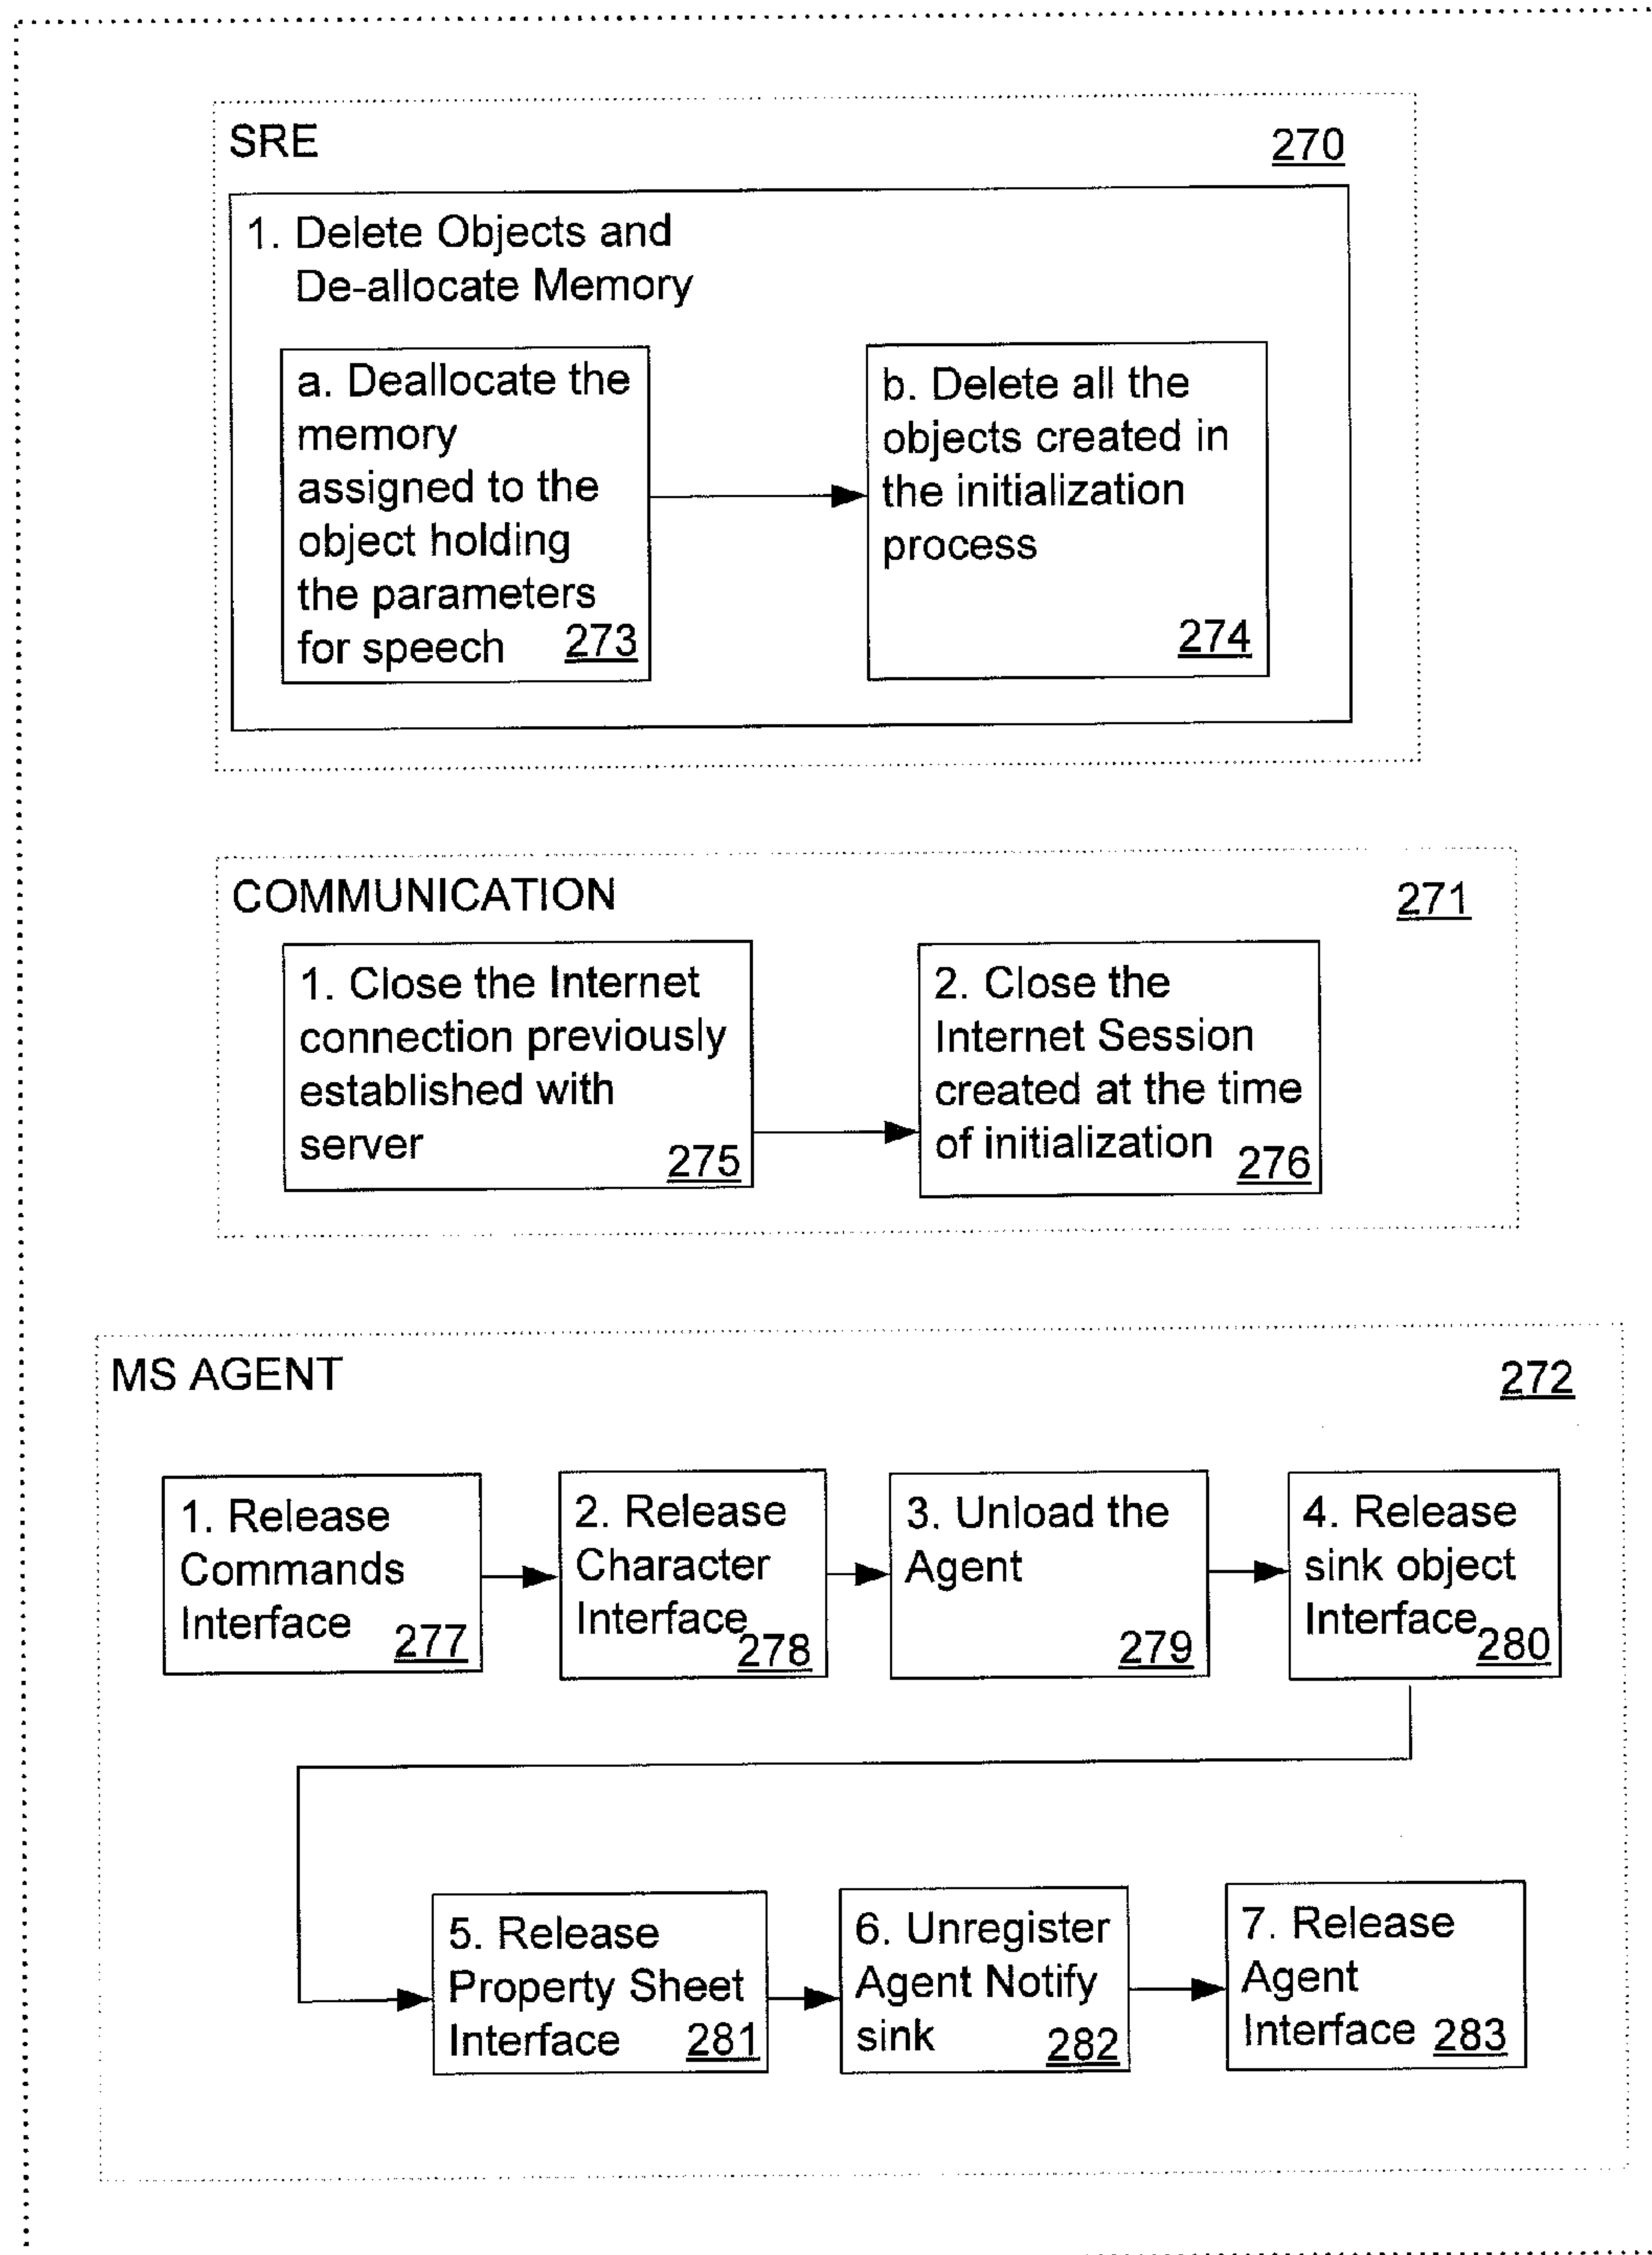 SRE
270
1. Delete Objects and
De-allocate Memory
a. Deallocate the
memory
assigned to the
object holding
the parameters
for speech 273
b. Delete all the
objects created in
the initialization
process
274
COMMUNICATION
271
1. Close the Internet
connection previously
established with
server
275
2. Close the
Internet Session
created at the time
of initialization 276
MS AGENT
272
1. Release
Commands
Interface 277
2. Release
Character
Interface 278
3. Unload the
Agent
279
4. Release
sink object
Interface 280
5. Release
Property Sheet
Interface 281
6. Unregister
Agent Notify
sink 282
7. Release
Agent
Interface 283